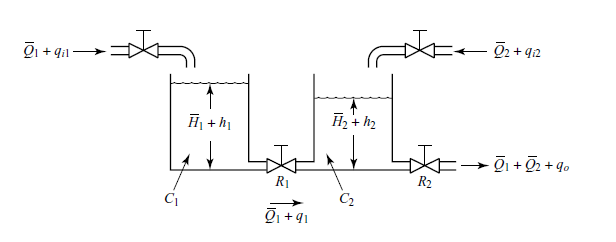 Q̅₁ + qᵢ₁
Q̅₂ + qᵢ₂
H̅₁ + h₁
H̅₂ + h₂
Q̅₁ + Q̅₂ + qₒ
R₁
R₂
C₁
C₂
Q̅₁ + q₁